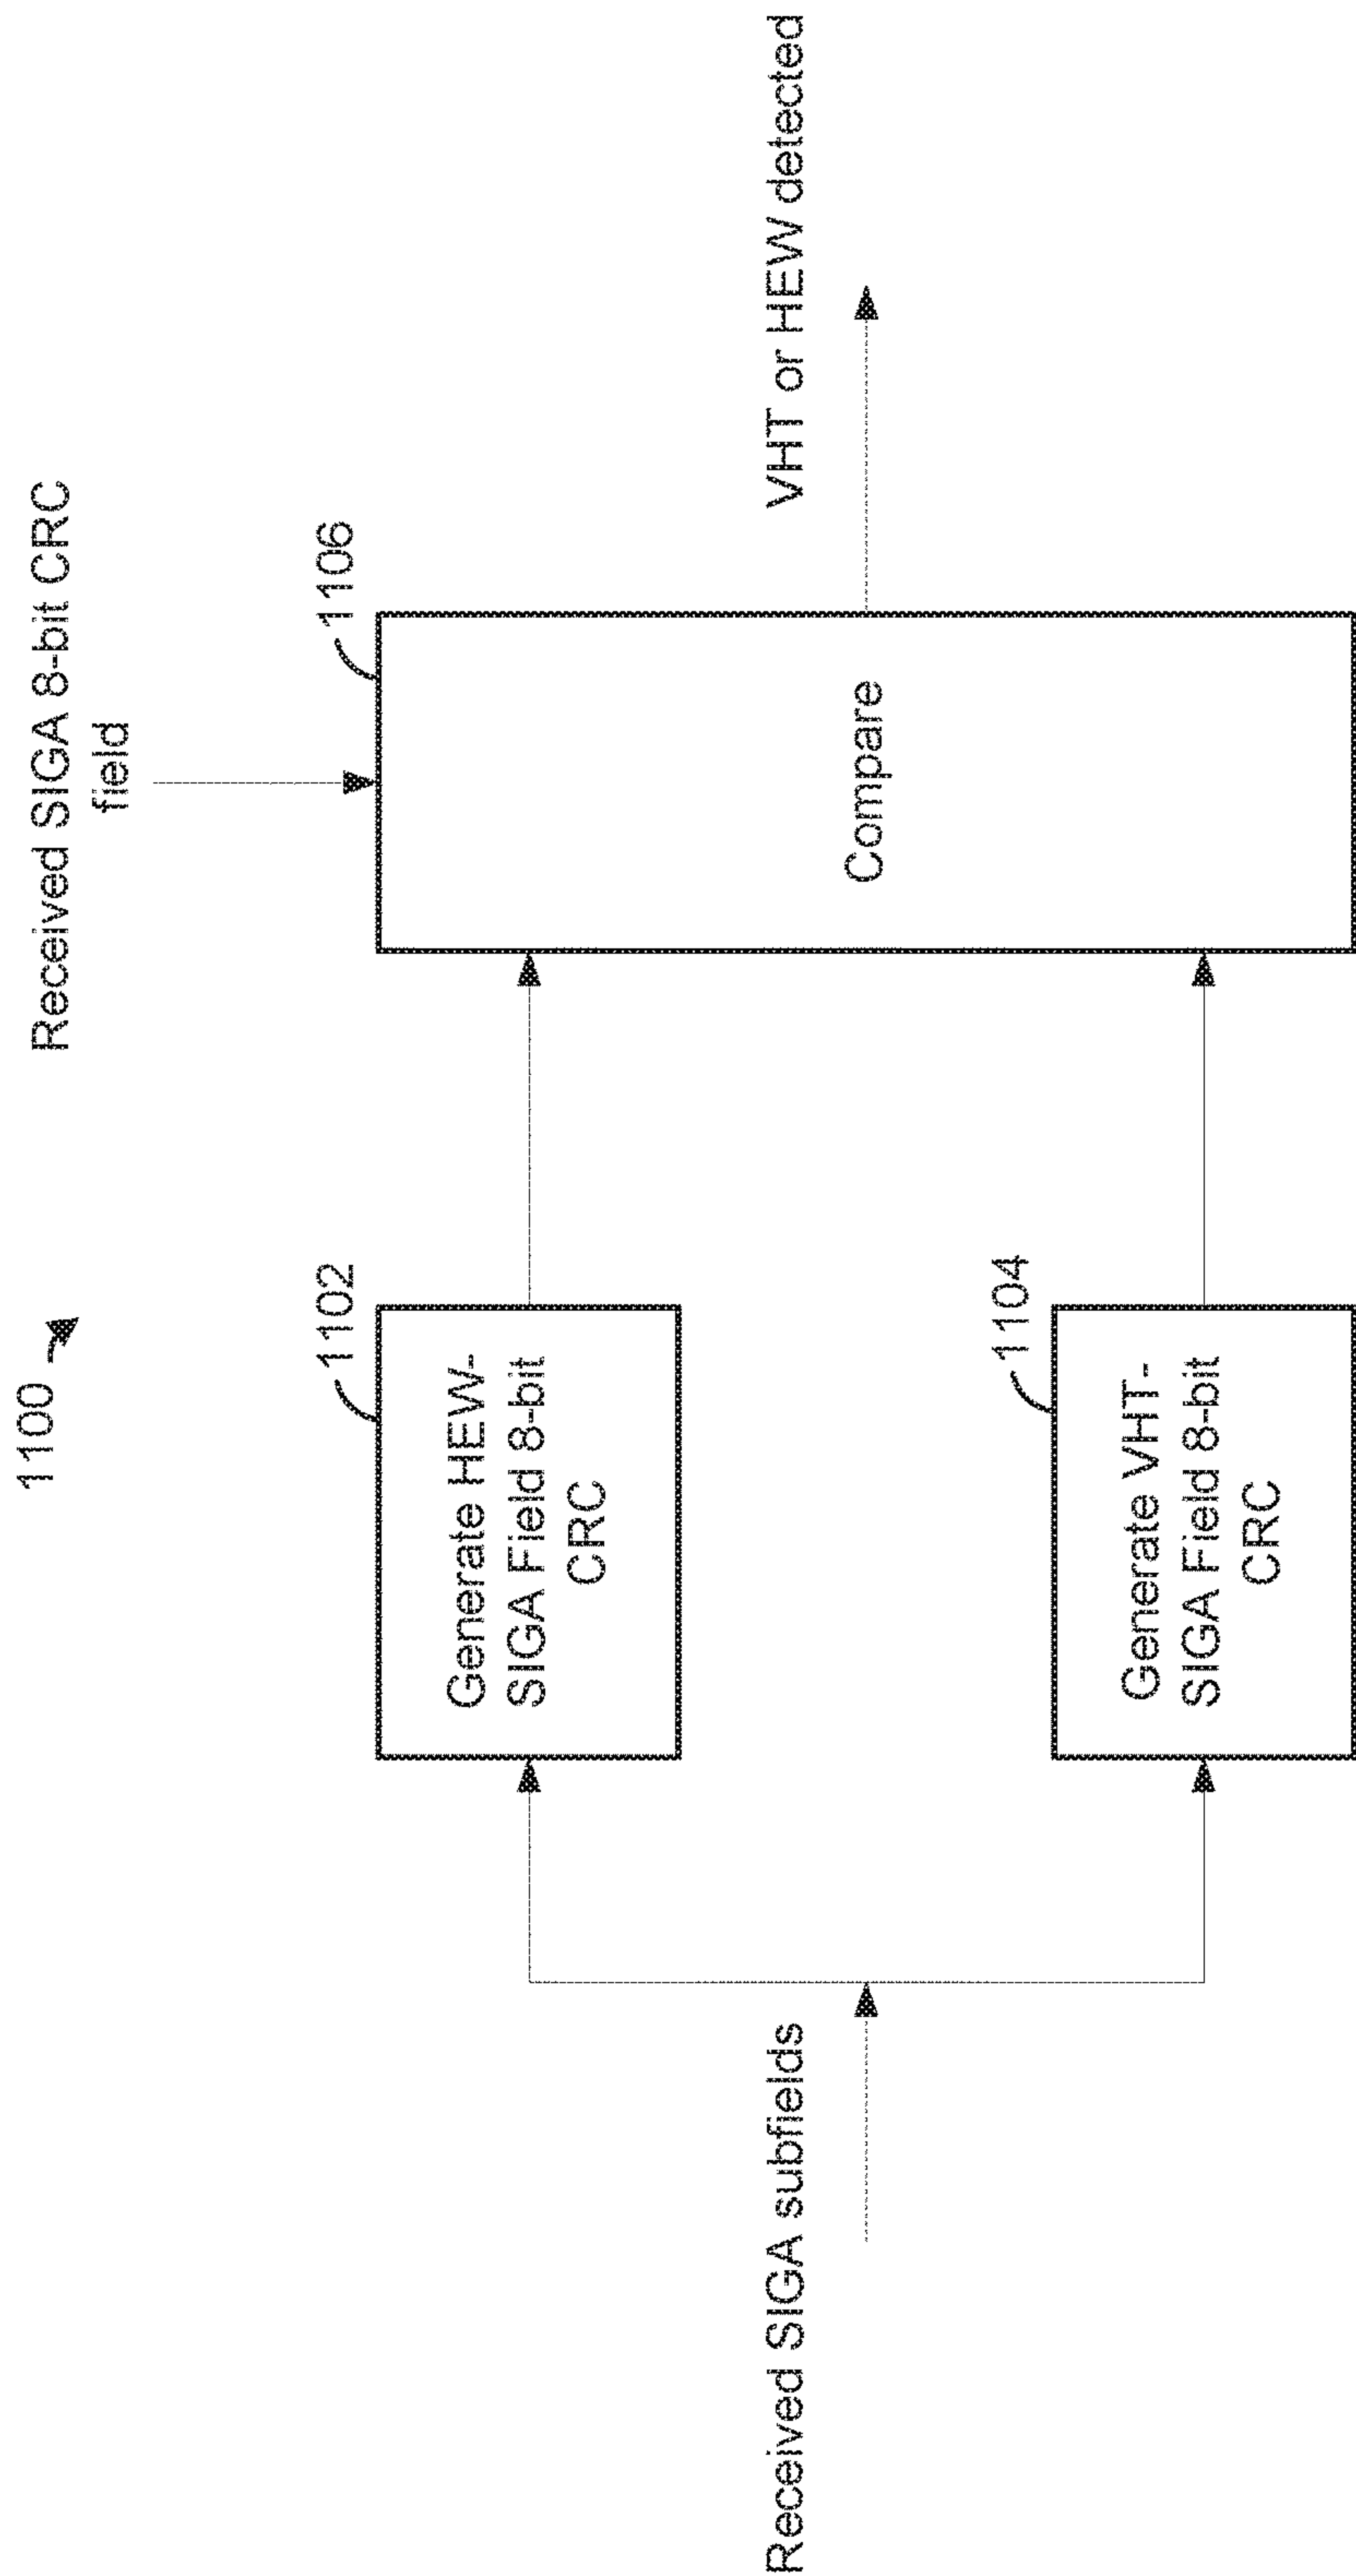 1100
Received SIGA 8-bit CRC
field
1102
1106
Generate HEW-
SIGA Field 8-bit
CRC
Received SIGA subfields
Compare
VHT or HEW detected
1104
Generate VHT-
SIGA Field 8-bit
CRC